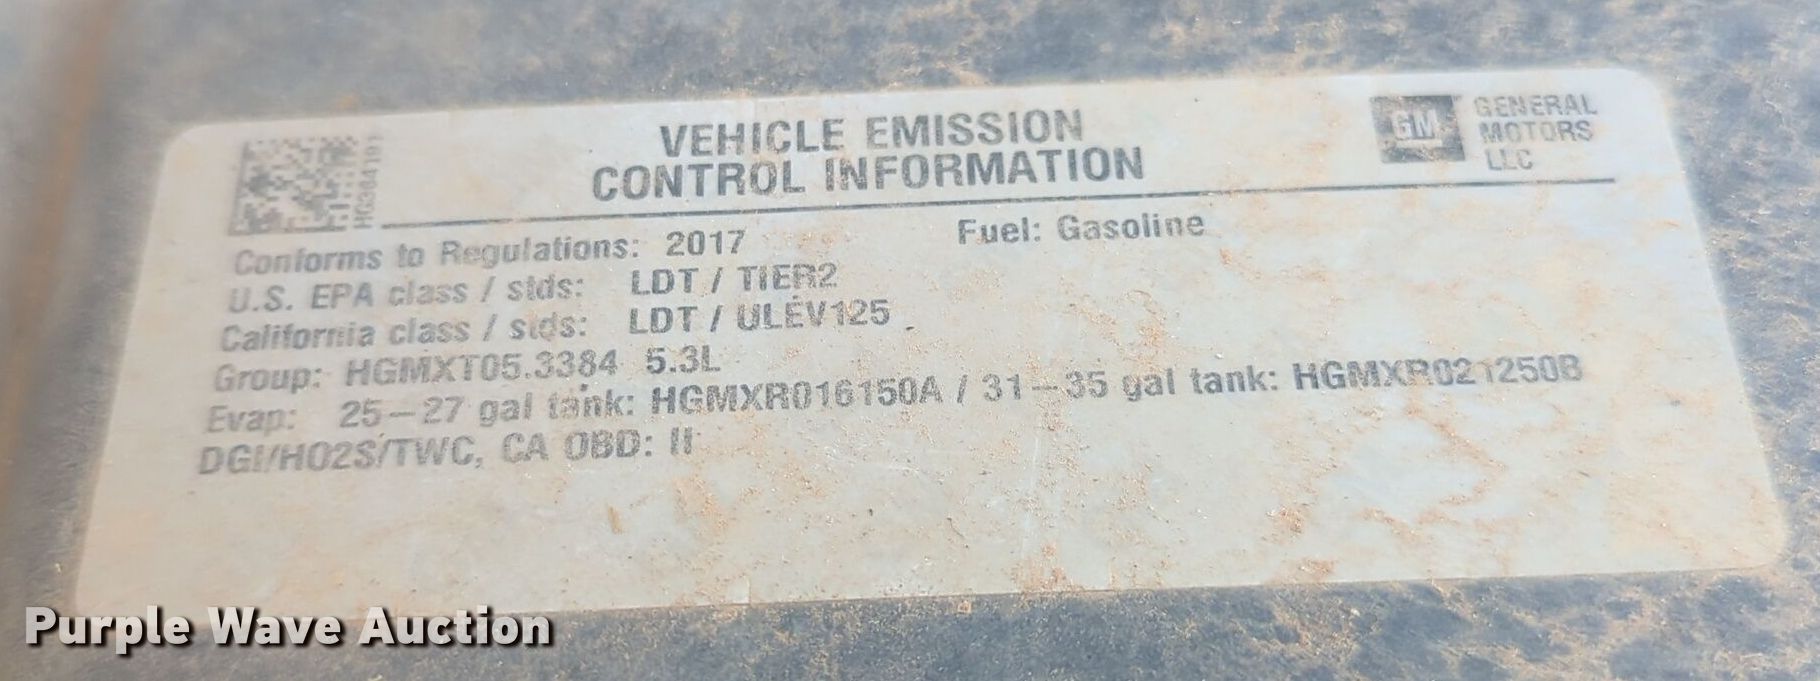 VEHICLE EMISSION
CONTROL INFORMATION
GM GENERAL
MOTORS
LLC
Conforms to Regulations: 2017 Fuel: Gasoline
U.S. EPA class / stds: LDT / TIER2
California class / stds: LDT / ULEV125
Group: HGMXT05.3384 5.3L
Evap: 25–27 gal tank: HGMXR016150A / 31–35 gal tank: HGMXR021250B
DGI/HO2S/TWC, CA OBD: II
Purple Wave Auction